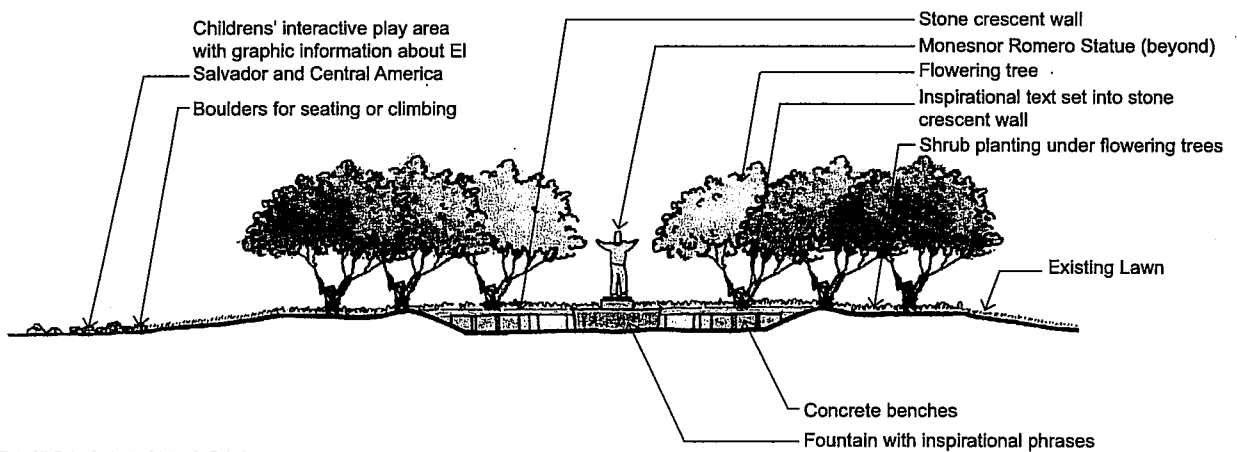 Childrens' interactive play area
with graphic information about El
Salvador and Central America
Boulders for seating or climbing
Stone crescent wall
Monesnor Romero Statue (beyond)
Flowering tree
Inspirational text set into stone
crescent wall
Shrub planting under flowering trees
Existing Lawn
Concrete benches
Fountain with inspirational phrases